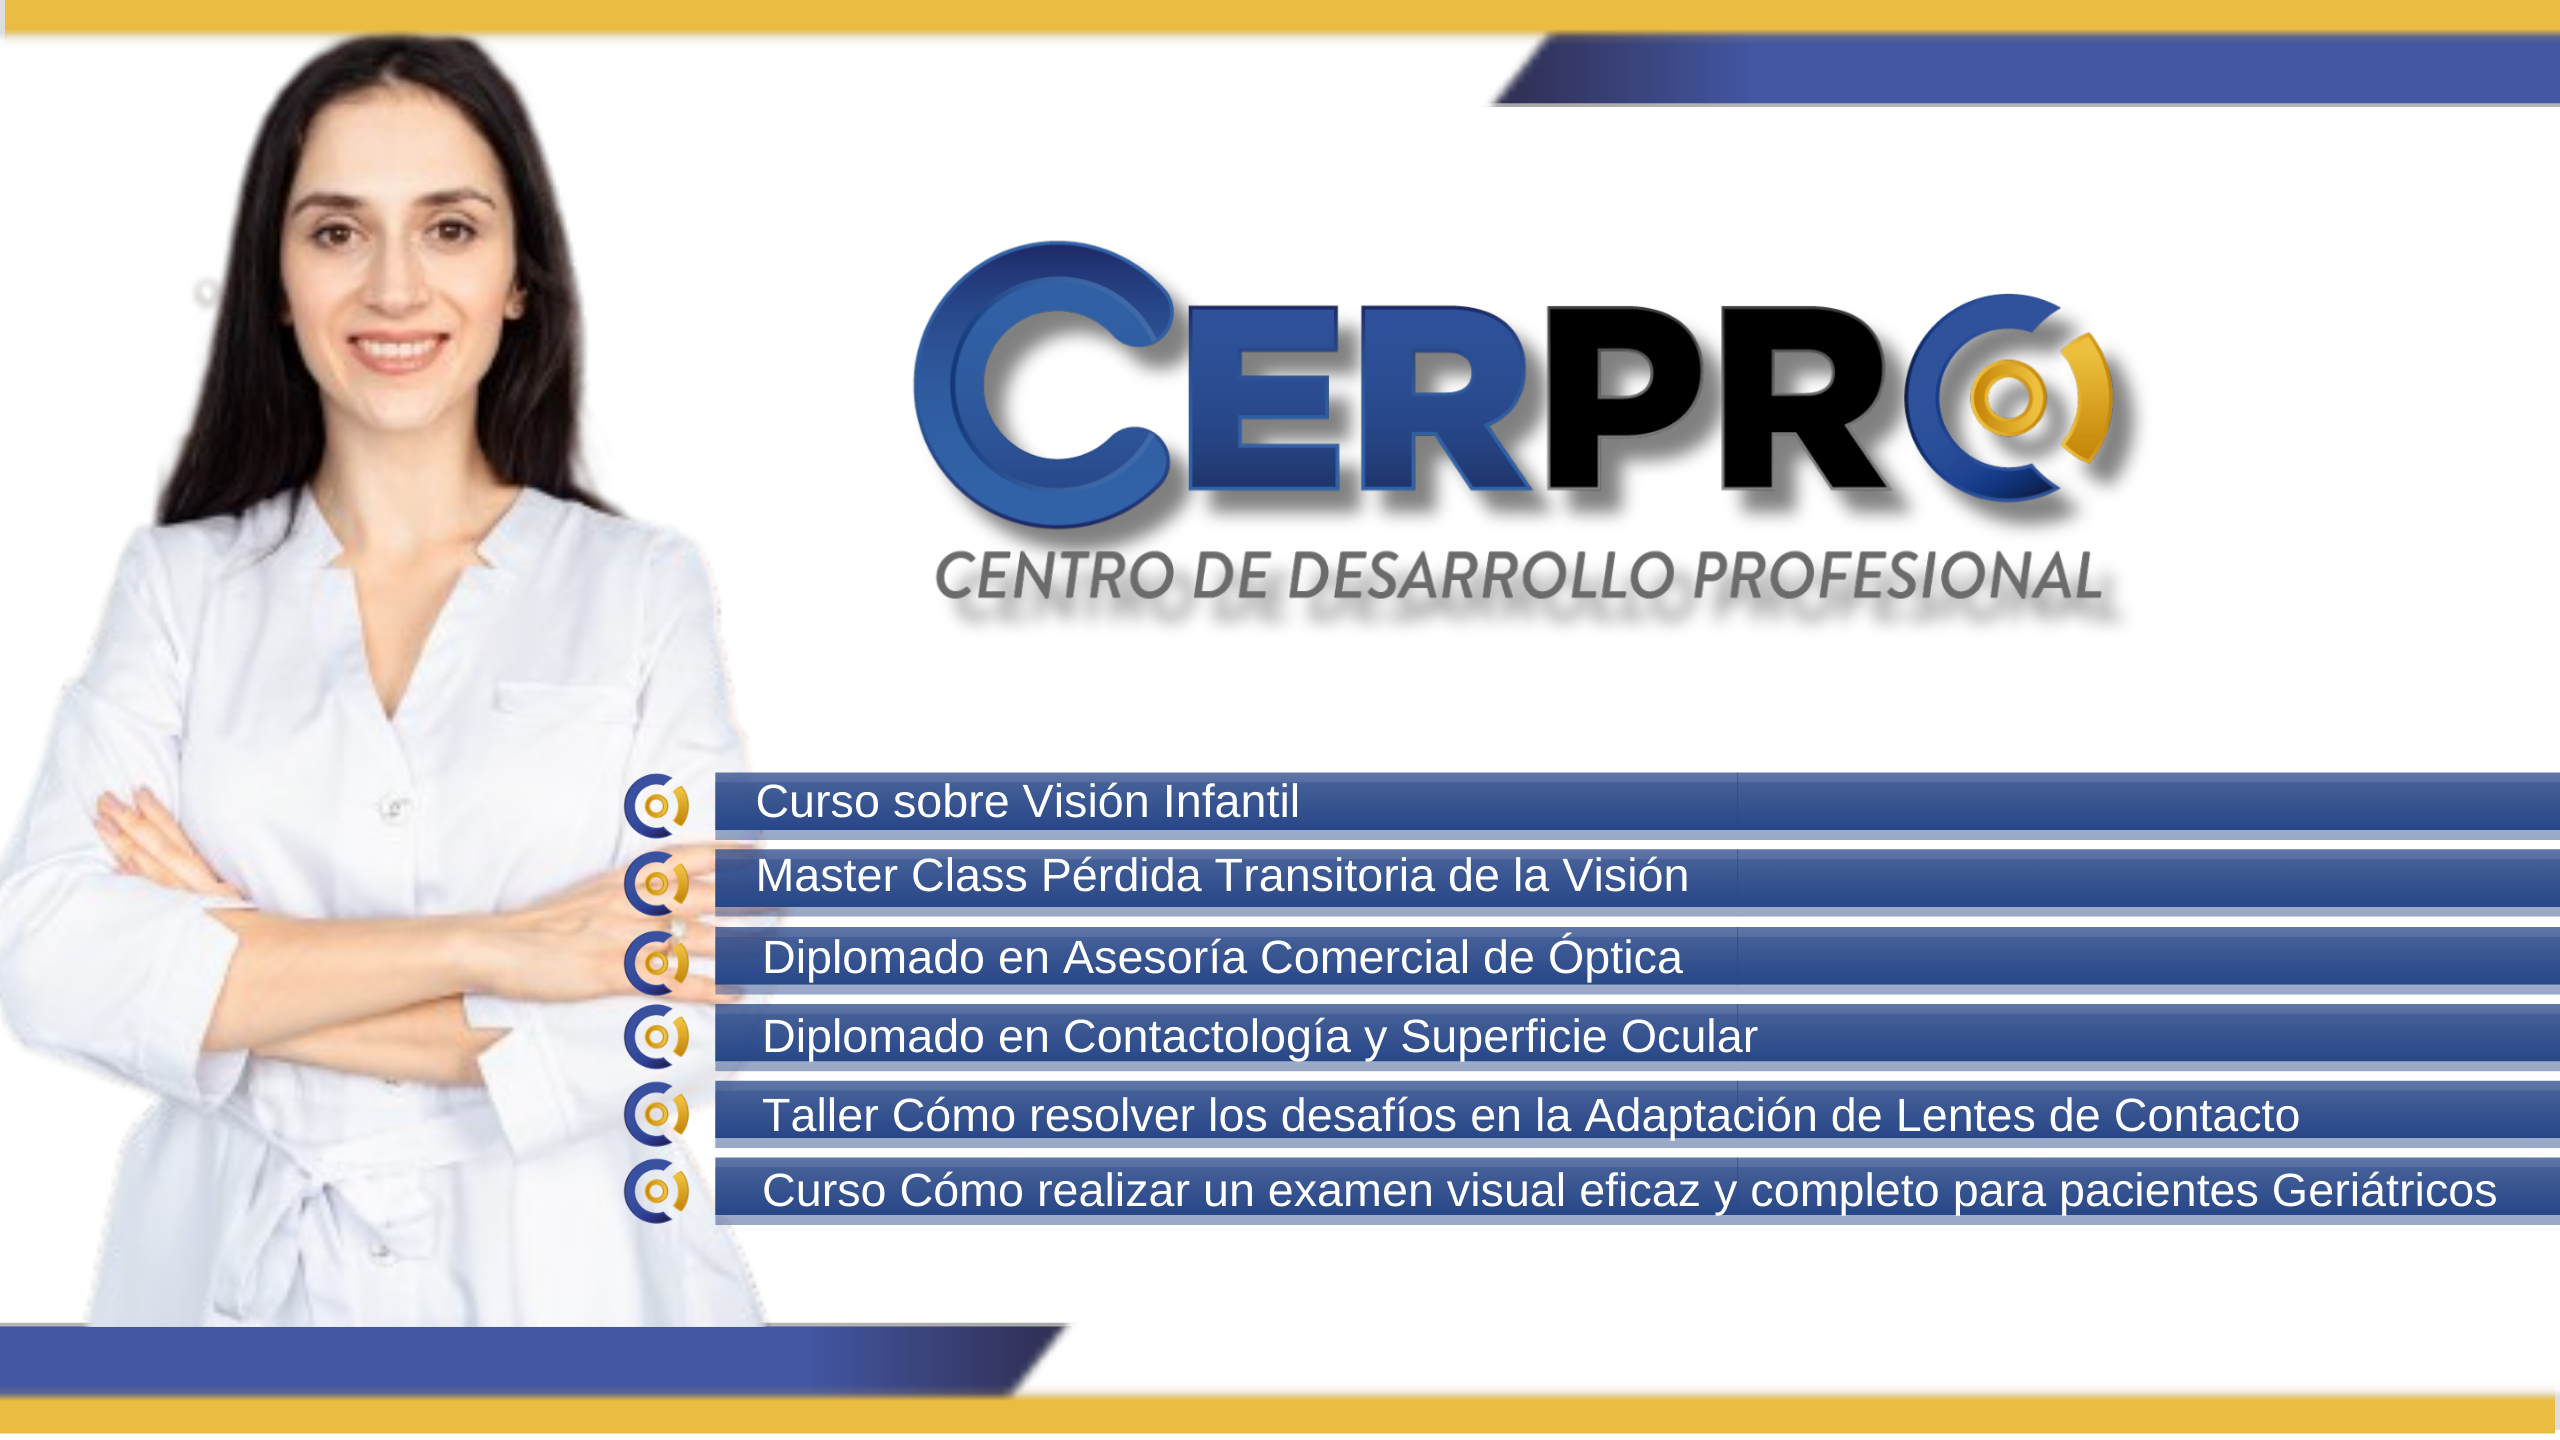 CERPRO
CENTRO DE DESARROLLO PROFESIONAL
Curso sobre Visión Infantil
Master Class Pérdida Transitoria de la Visión
Diplomado en Asesoría Comercial de Óptica
Diplomado en Contactología y Superficie Ocular
Taller Cómo resolver los desafíos en la Adaptación de Lentes de Contacto
Curso Cómo realizar un examen visual eficaz y completo para pacientes Geriátricos